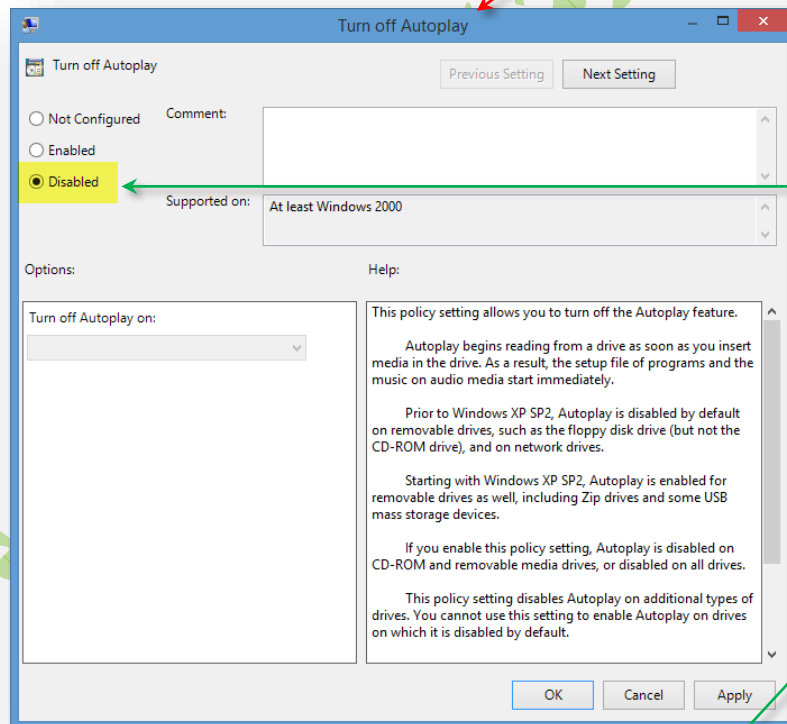 Turn off Autoplay
Turn off Autoplay
Previous Setting
Next Setting
Not Configured
Comment:
Enabled
Disabled
Supported on:
At least Windows 2000
Options:
Help:
Turn off Autoplay on:
This policy setting allows you to turn off the Autoplay feature.
Autoplay begins reading from a drive as soon as you insert
media in the drive. As a result, the setup file of programs and the
music on audio media start immediately.
Prior to Windows XP SP2, Autoplay is disabled by default
on removable drives, such as the floppy disk drive (but not the
CD-ROM drive), and on network drives.
Starting with Windows XP SP2, Autoplay is enabled for
removable drives as well, including Zip drives and some USB
mass storage devices.
If you enable this policy setting, Autoplay is disabled on
CD-ROM and removable media drives, or disabled on all drives.
This policy setting disables Autoplay on additional types of
drives. You cannot use this setting to enable Autoplay on drives
on which it is disabled by default.
OK
Cancel
Apply